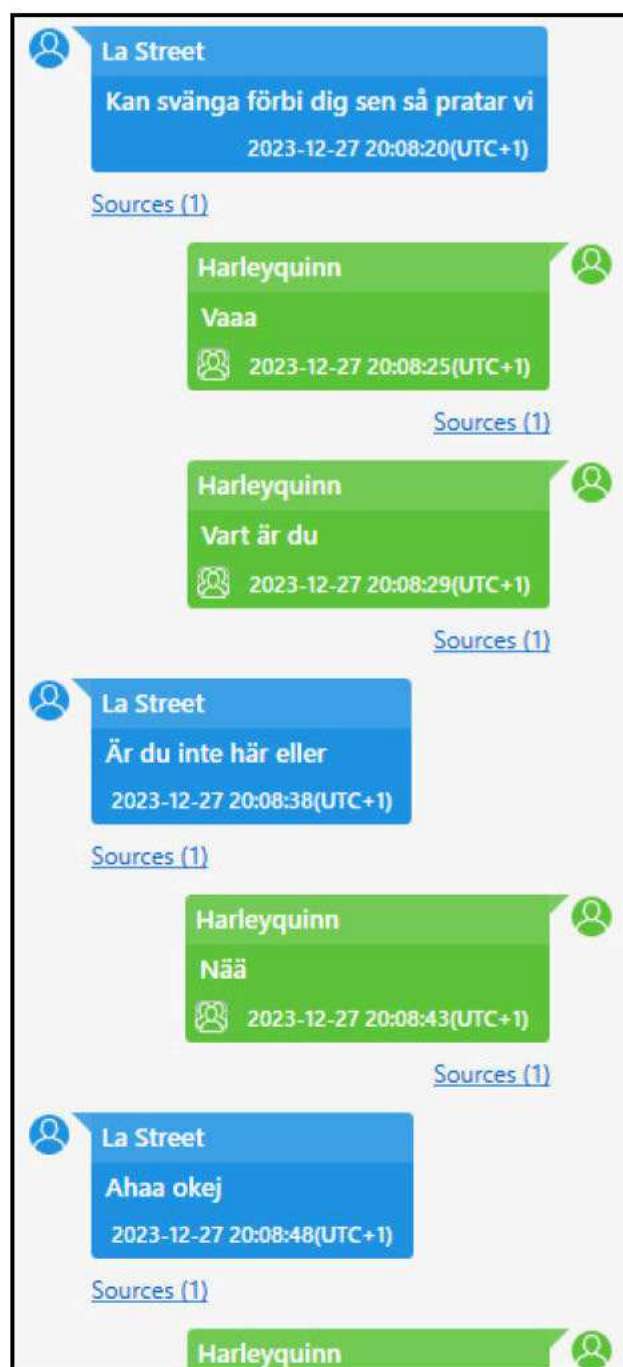 La Street
Kan svänga förbi dig sen så pratar vi
2023-12-27 20:08:20(UTC+1)
Sources (1)
Harleyquinn
Vaaa
2023-12-27 20:08:25(UTC+1)
Sources (1)
Harleyquinn
Vart är du
2023-12-27 20:08:29(UTC+1)
Sources (1)
La Street
Är du inte här eller
2023-12-27 20:08:38(UTC+1)
Sources (1)
Harleyquinn
Nää
2023-12-27 20:08:43(UTC+1)
Sources (1)
La Street
Ahaa okej
2023-12-27 20:08:48(UTC+1)
Sources (1)
Harleyquinn